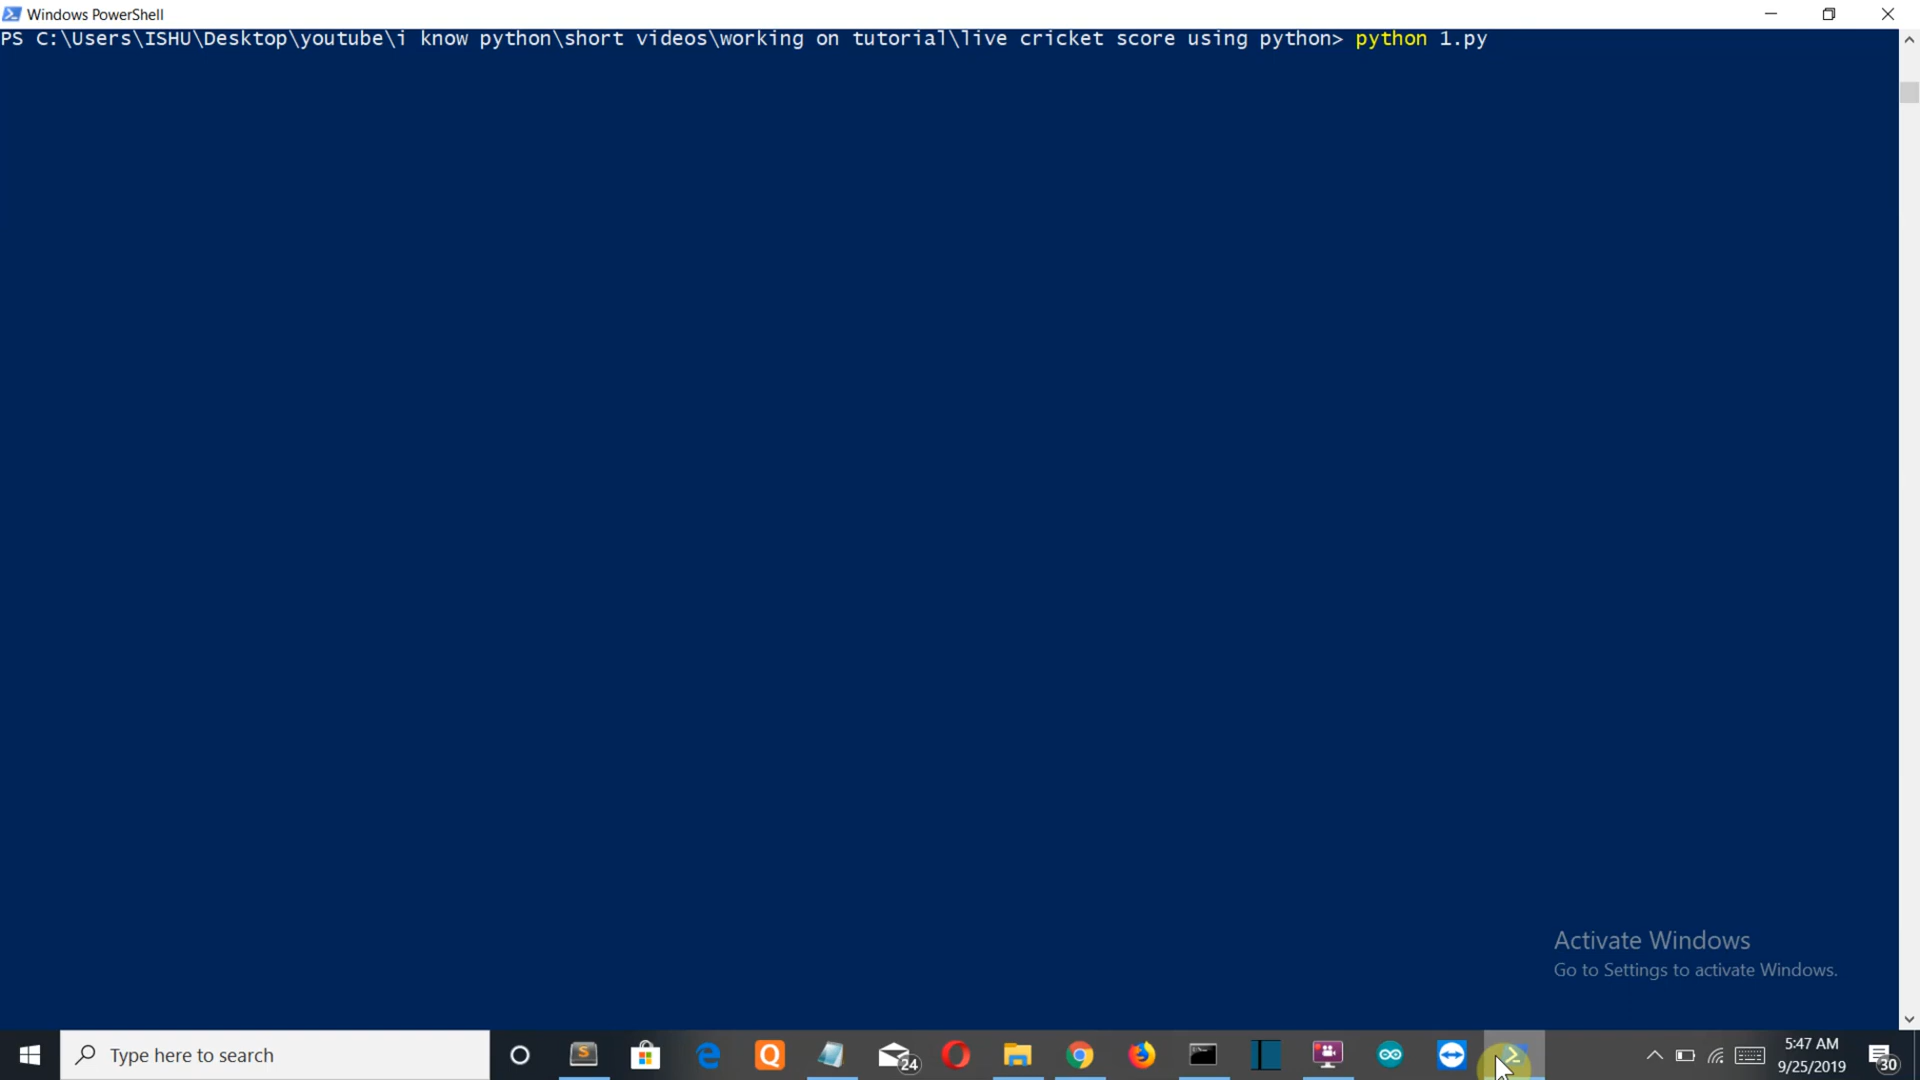 Windows PowerShell
PS C:\Users\ISHU\Desktop\youtube\i know python\short videos\working on tutorial\live cricket score using python> python 1.py
Activate Windows
Go to Settings to activate Windows.
Type here to search
24
5:47 AM
9/25/2019
30